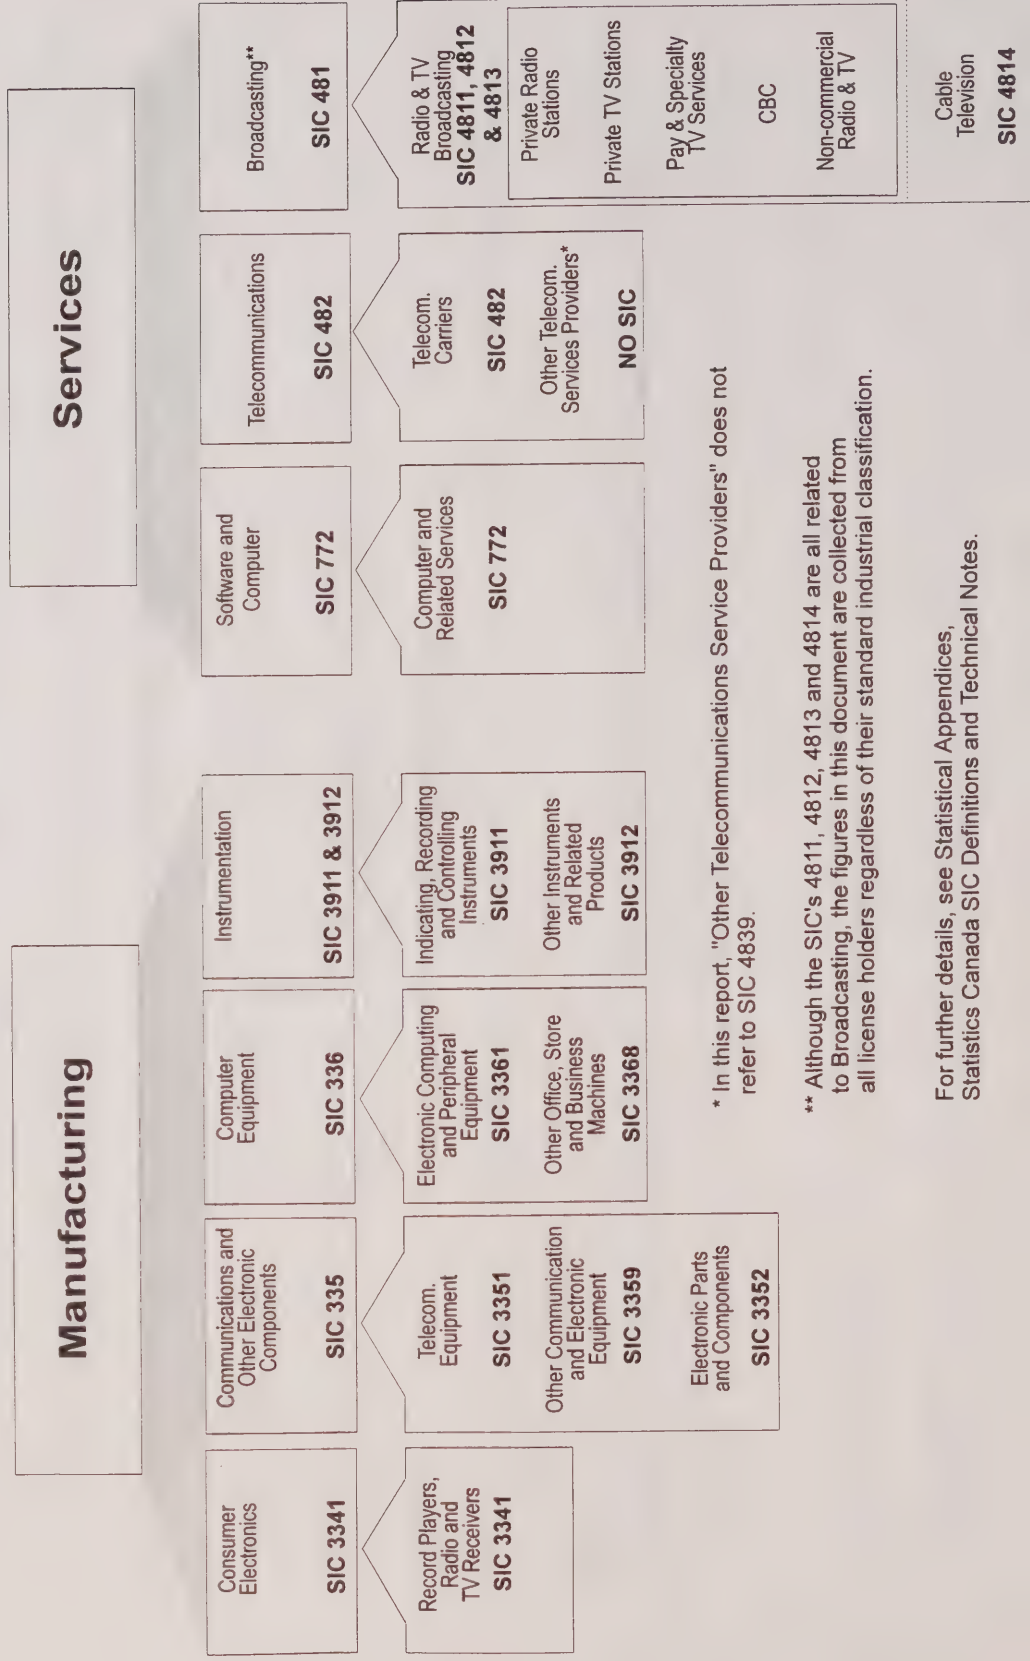 Manufacturing
Services
Consumer
Electronics
SIC 3341
Communications and
Other Electronic
Components
SIC 335
Computer
Equipment
SIC 336
Instrumentation
SIC 3911 & 3912
Software and
Computer
SIC 772
Telecommunications
SIC 482
Broadcasting**
SIC 481
Record Players,
Radio and
TV Receivers
SIC 3341
Telecom.
Equipment
SIC 3351
Other Communication
and Electronic
Equipment
SIC 3359
Electronic Parts
and Components
SIC 3352
Electronic Computing
and Peripheral
Equipment
SIC 3361
Other Office, Store
and Business
Machines
SIC 3368
Indicating, Recording
and Controlling
Instruments
SIC 3911
Other Instruments
and Related
Products
SIC 3912
Computer and
Related Services
SIC 772
Telecom.
Carriers
SIC 482
Other Telecom.
Services Providers*
NO SIC
Radio & TV
Broadcasting
SIC 4811, 4812
& 4813
Private Radio
Stations
Private TV Stations
Pay & Specialty
TV Services
CBC
Non-commercial
Radio & TV
Cable
Television
SIC 4814
* In this report, "Other Telecommunications Service Providers" does not
refer to SIC 4839.
** Although the SIC's 4811, 4812, 4813 and 4814 are all related
to Broadcasting, the figures in this document are collected from
all license holders regardless of their standard industrial classification.
For further details, see Statistical Appendices,
Statistics Canada SIC Definitions and Technical Notes.